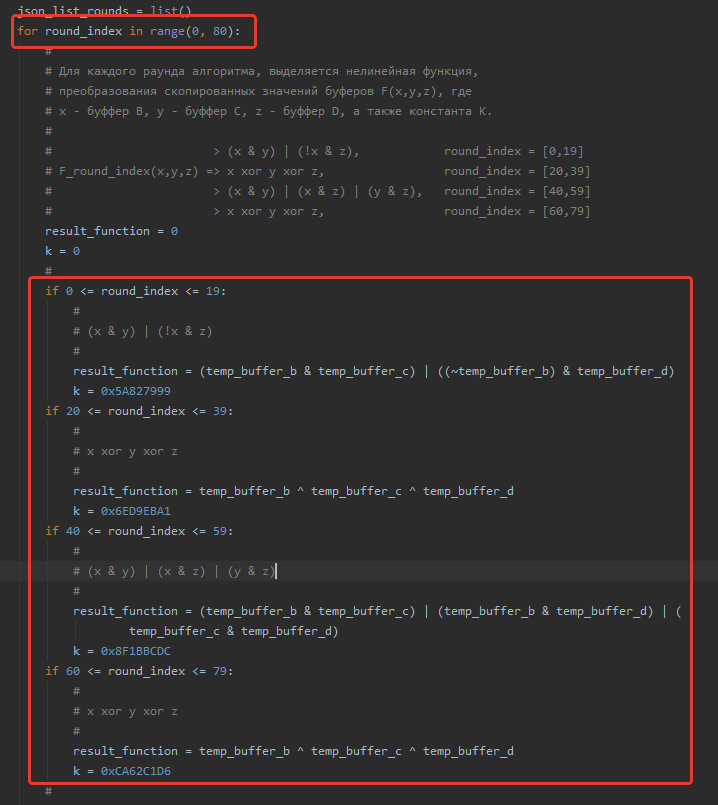 json_list_rounds = list()
for round_index in range(0, 80):
#
# Для каждого раунда алгоритма, выделяется нелинейная функция,
# преобразования скопированных значений буферов F(x,y,z), где
# x - буффер B, y - буффер C, z - буффер D, а также константа K.
#
# > (x & y) | (!x & z), round_index = [0,19]
# F_round_index(x,y,z) => x xor y xor z, round_index = [20,39]
# > (x & y) | (x & z) | (y & z), round_index = [40,59]
# > x xor y xor z, round_index = [60,79]
result_function = 0
k = 0
#
if 0 <= round_index <= 19:
#
# (x & y) | (!x & z)
#
result_function = (temp_buffer_b & temp_buffer_c) | ((~temp_buffer_b) & temp_buffer_d)
k = 0x5A827999
if 20 <= round_index <= 39:
#
# x xor y xor z
#
result_function = temp_buffer_b ^ temp_buffer_c ^ temp_buffer_d
k = 0x6ED9EBA1
if 40 <= round_index <= 59:
#
# (x & y) | (x & z) | (y & z)
#
result_function = (temp_buffer_b & temp_buffer_c) | (temp_buffer_b & temp_buffer_d) | (
temp_buffer_c & temp_buffer_d)
k = 0x8F1BBCDC
if 60 <= round_index <= 79:
#
# x xor y xor z
#
result_function = temp_buffer_b ^ temp_buffer_c ^ temp_buffer_d
k = 0xCA62C1D6
#